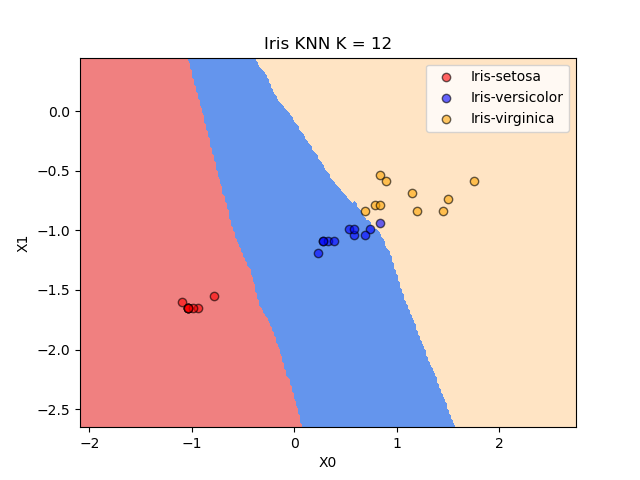 Iris KNN K = 12
Iris-setosa
Iris-versicolor
Iris-virginica
0.0
−0.5
−1.0
−1.5
−2.0
−2.5
X1
−2
−1
0
1
2
X0